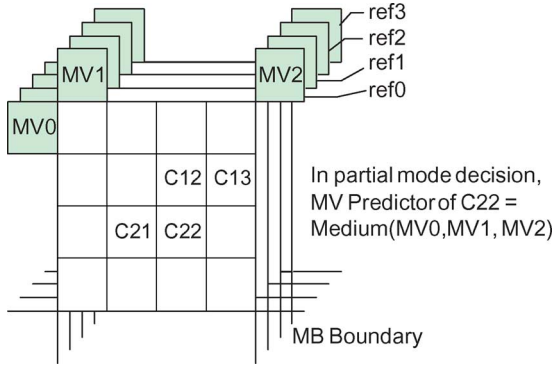 ref3
ref2
MV1
MV2
ref1
ref0
MV0
C12 C13
In partial mode decision,
MV Predictor of C22 =
Medium(MV0,MV1, MV2)
C21 C22
MB Boundary